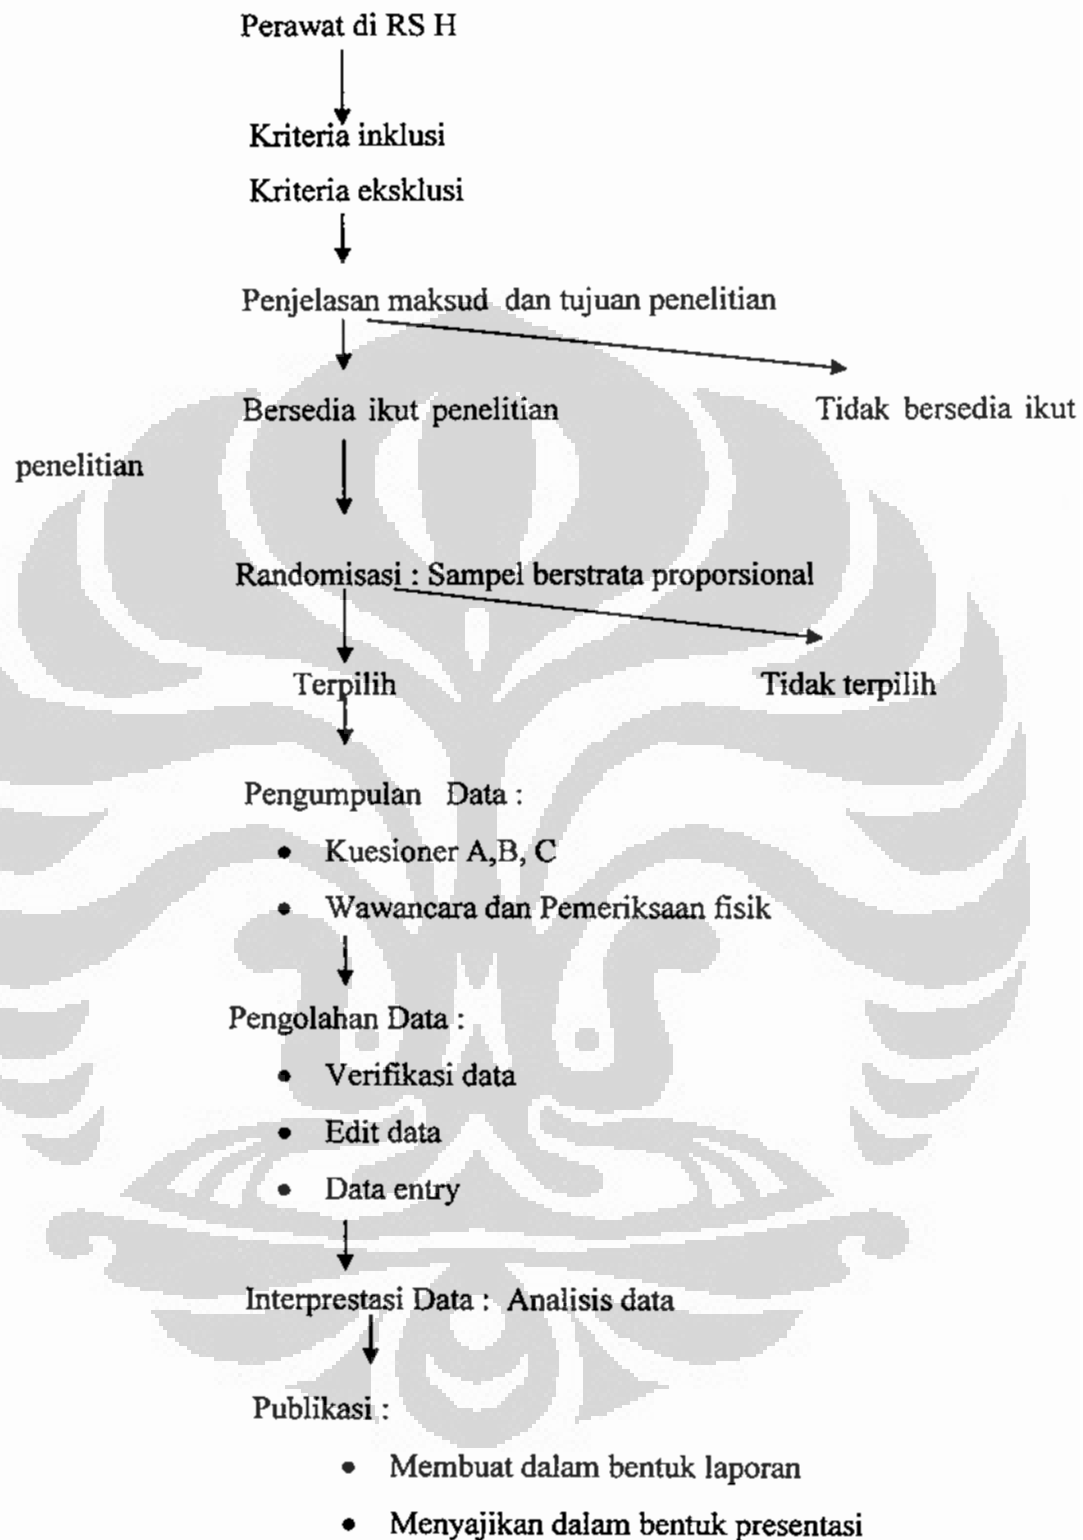 Perawat di RS H
Kriteria inklusi
Kriteria eksklusi
Penjelasan maksud dan tujuan penelitian
Bersedia ikut penelitian Tidak bersedia ikut
penelitian
Randomisasi : Sampel berstrata proporsional
Terpilih Tidak terpilih
Pengumpulan Data :
• Kuesioner A,B, C
• Wawancara dan Pemeriksaan fisik
Pengolahan Data :
• Verifikasi data
• Edit data
• Data entry
Interprestasi Data : Analisis data
Publikasi :
• Membuat dalam bentuk laporan
• Menyajikan dalam bentuk presentasi